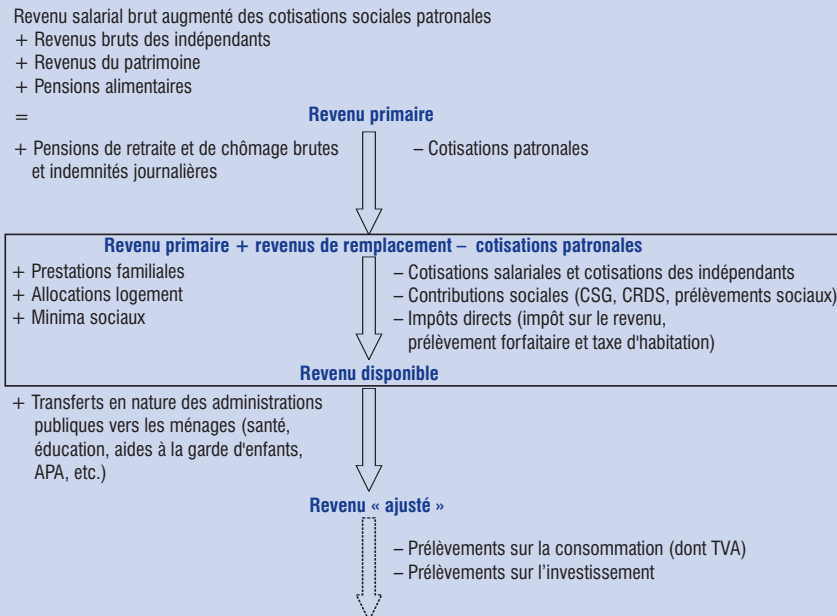 Revenu salarial brut augmenté des cotisations sociales patronales
+ Revenus bruts des indépendants
+ Revenus du patrimoine
+ Pensions alimentaires
=
Revenu primaire
+ Pensions de retraite et de chômage brutes
et indemnités journalières
– Cotisations patronales
Revenu primaire + revenus de remplacement – cotisations patronales
+ Prestations familiales
+ Allocations logement
+ Minima sociaux
– Cotisations salariales et cotisations des indépendants
– Contributions sociales (CSG, CRDS, prélèvements sociaux)
– Impôts directs (impôt sur le revenu,
prélèvement forfaitaire et taxe d'habitation)
Revenu disponible
+ Transferts en nature des administrations
publiques vers les ménages (santé,
éducation, aides à la garde d'enfants,
APA, etc.)
Revenu « ajusté »
– Prélèvements sur la consommation (dont TVA)
– Prélèvements sur l’investissement